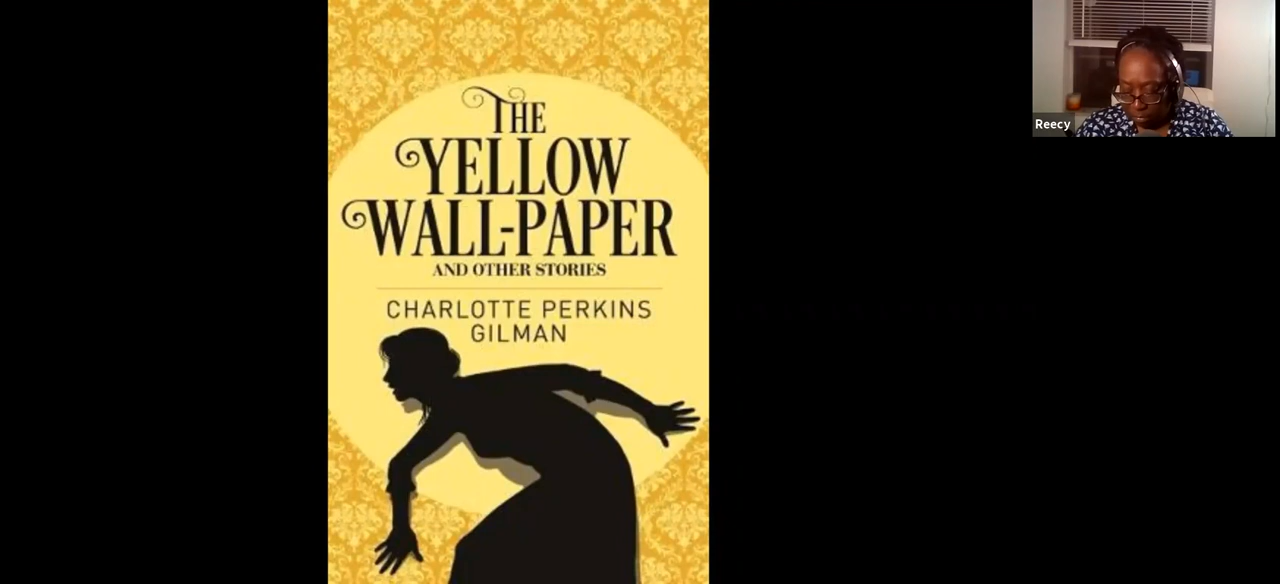 THE
YELLOW
WALL-PAPER
AND OTHER STORIES
CHARLOTTE PERKINS
GILMAN
Reecy